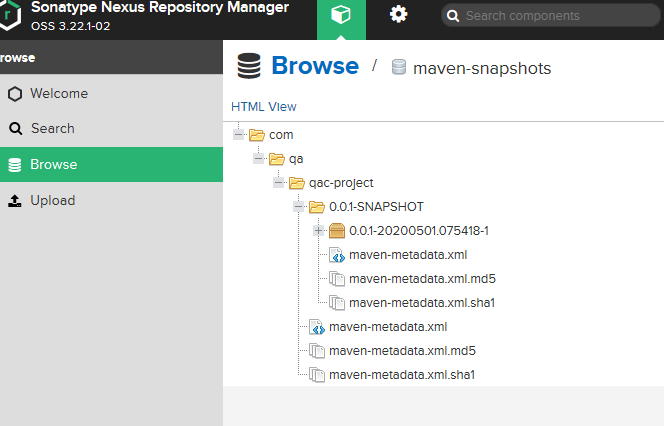 Sonatype Nexus Repository Manager
OSS 3.22.1-02
Search components
rowse
Welcome
Search
Browse
Upload
Browse / maven-snapshots
HTML View
com
qa
qac-project
0.0.1-SNAPSHOT
0.0.1-20200501.075418-1
maven-metadata.xml
maven-metadata.xml.md5
maven-metadata.xml.sha1
maven-metadata.xml
maven-metadata.xml.md5
maven-metadata.xml.sha1